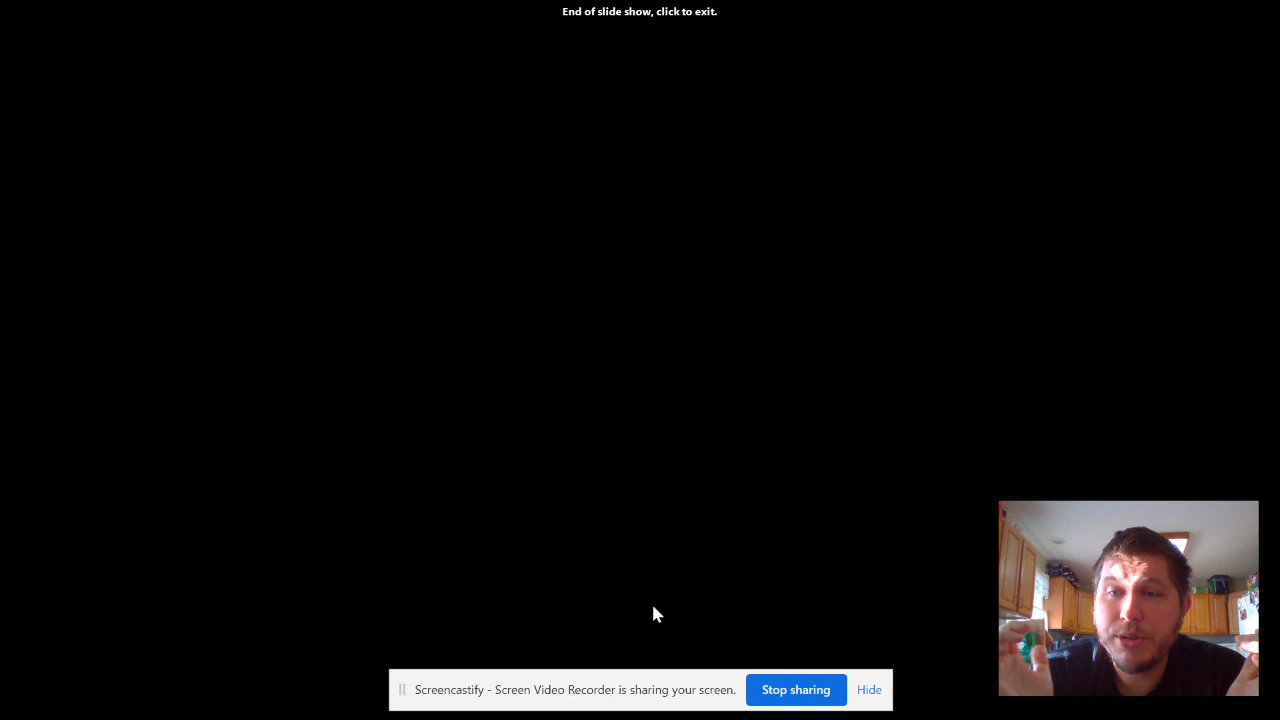 End of slide show, click to exit.
Screencastify - Screen Video Recorder is sharing your screen. Stop sharing Hide